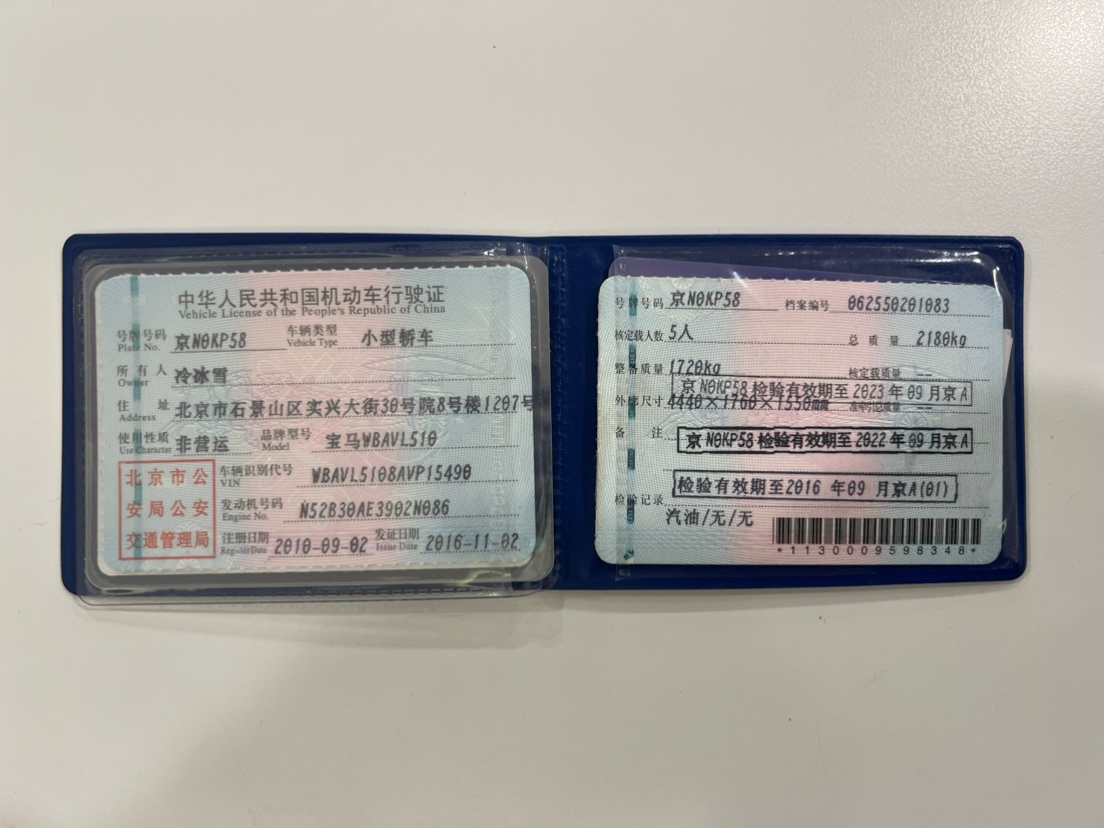 中华人民共和国机动车行驶证
Vehicle License of the People's Republic of China
号牌号码 Plate No. 京N0KP58 车辆类型 Vehicle Type 小型轿车
所有人 Owner 冷冰雪
住址 Address 北京市石景山区实兴大街30号院8号楼1207号
使用性质 Use Character 非营运 品牌型号 Model 宝马WBAVL510
北京市公安局公安交通管理局
车辆识别代号 VIN WBAVL5108AVP15490
发动机号码 Engine No. N52B30AE3902N086
注册日期 Register Date 2010-09-02 发证日期 Issue Date 2016-11-02
号牌号码 京N0KP58 档案编号 062550201083
核定载人数 5人 总质量 2180kg
整备质量 1720kg 核定载质量 --
京N0KP58 检验有效期至2023年09月京A
外廓尺寸 4440×1760×1550mm 准牵引总质量 --
备注 京N0KP58 检验有效期至2022年09月京A
检验有效期至2016年09月京A(01)
检验记录
汽油/无/无
*1130009598348*